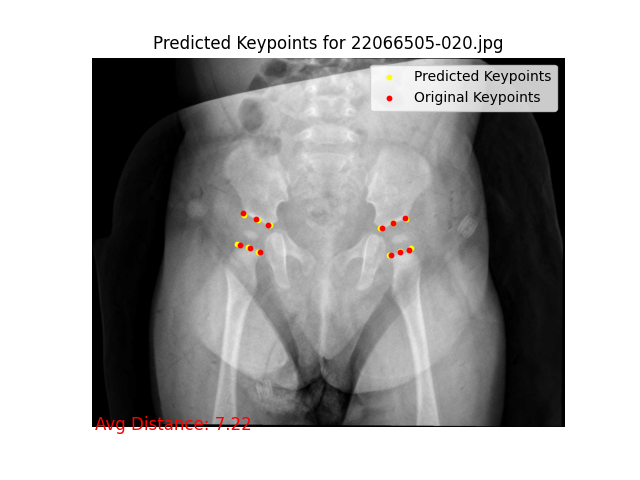 Predicted Keypoints for 22066505-020.jpg
Predicted Keypoints
Original Keypoints
Avg Distance: 7.22